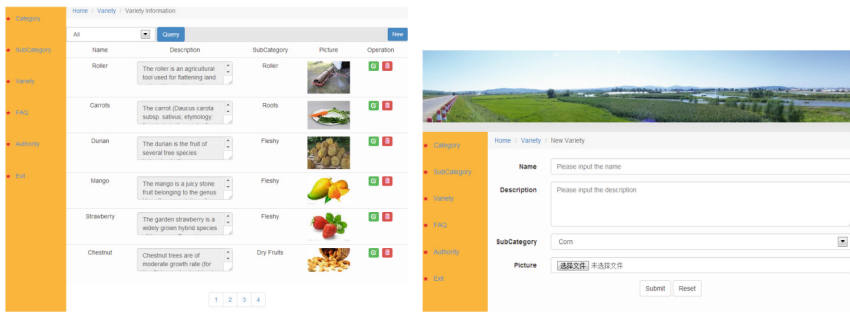 Home / Variety / Variety Information
Category
SubCategory
Variety
FAQ
Authority
Exit
All
Query
New
Name Description SubCategory Picture Operation
Roller
The roller is an agricultural
tool used for flattening land
Roller
Carrots
The carrot (Daucus carota
subsp. sativus; etymology:
Roots
Durian
The durian is the fruit of
several tree species
Fleshy
Mango
The mango is a juicy stone
fruit belonging to the genus
Fleshy
Strawberry
The garden strawberry is a
widely grown hybrid species
Fleshy
Chestnut
Chestnut trees are of
moderate growth rate (for
Dry Fruits
1 2 3 4
Category
SubCategory
Variety
FAQ
Authority
Exit
Home / Variety / New Variety
Name Please input the name
Description Please input the description
SubCategory Corn
Picture 选择文件 未选择文件
Submit Reset